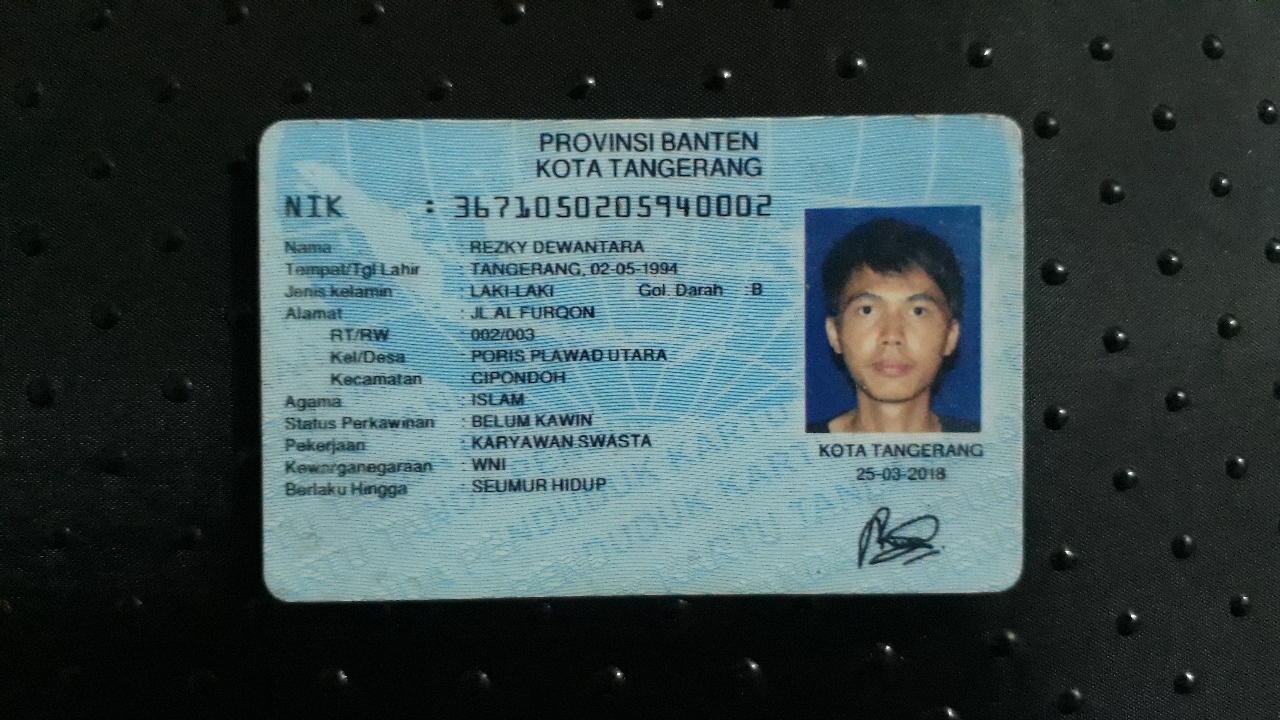 PROVINSI BANTEN
KOTA TANGERANG
NIK : 3671050205940002
Nama : REZKY DEWANTARA
Tempat/Tgl Lahir : TANGERANG, 02-05-1994
Jenis kelamin : LAKI-LAKI Gol. Darah : B
Alamat : JL AL FURQON
RT/RW : 002/003
Kel/Desa : PORIS PLAWAD UTARA
Kecamatan : CIPONDOH
Agama : ISLAM
Status Perkawinan : BELUM KAWIN
Pekerjaan : KARYAWAN SWASTA
Kewarganegaraan : WNI
Berlaku Hingga : SEUMUR HIDUP
KOTA TANGERANG
25-03-2018